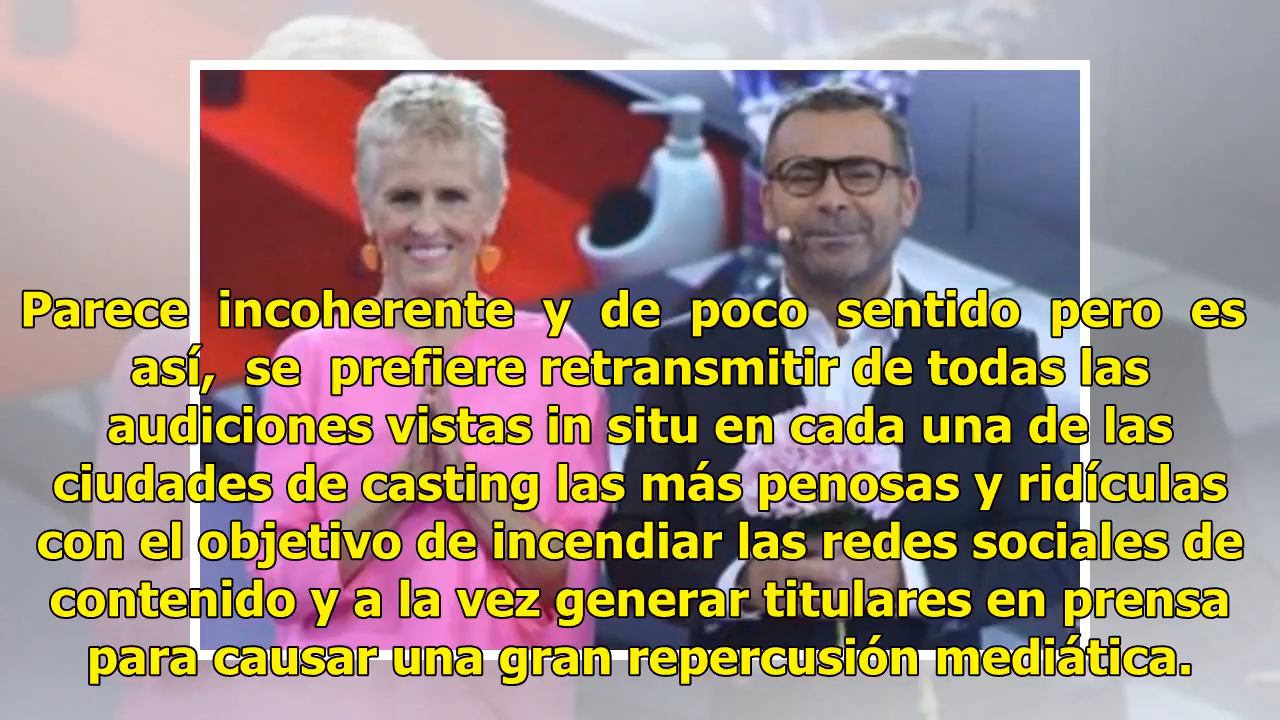 Parece incoherente y de poco sentido pero es
así, se prefiere retransmitir de todas las
audiciones vistas in situ en cada una de las
ciudades de casting las más penosas y ridículas
con el objetivo de incendiar las redes sociales de
contenido y a la vez generar titulares en prensa
para causar una gran repercusión mediática.